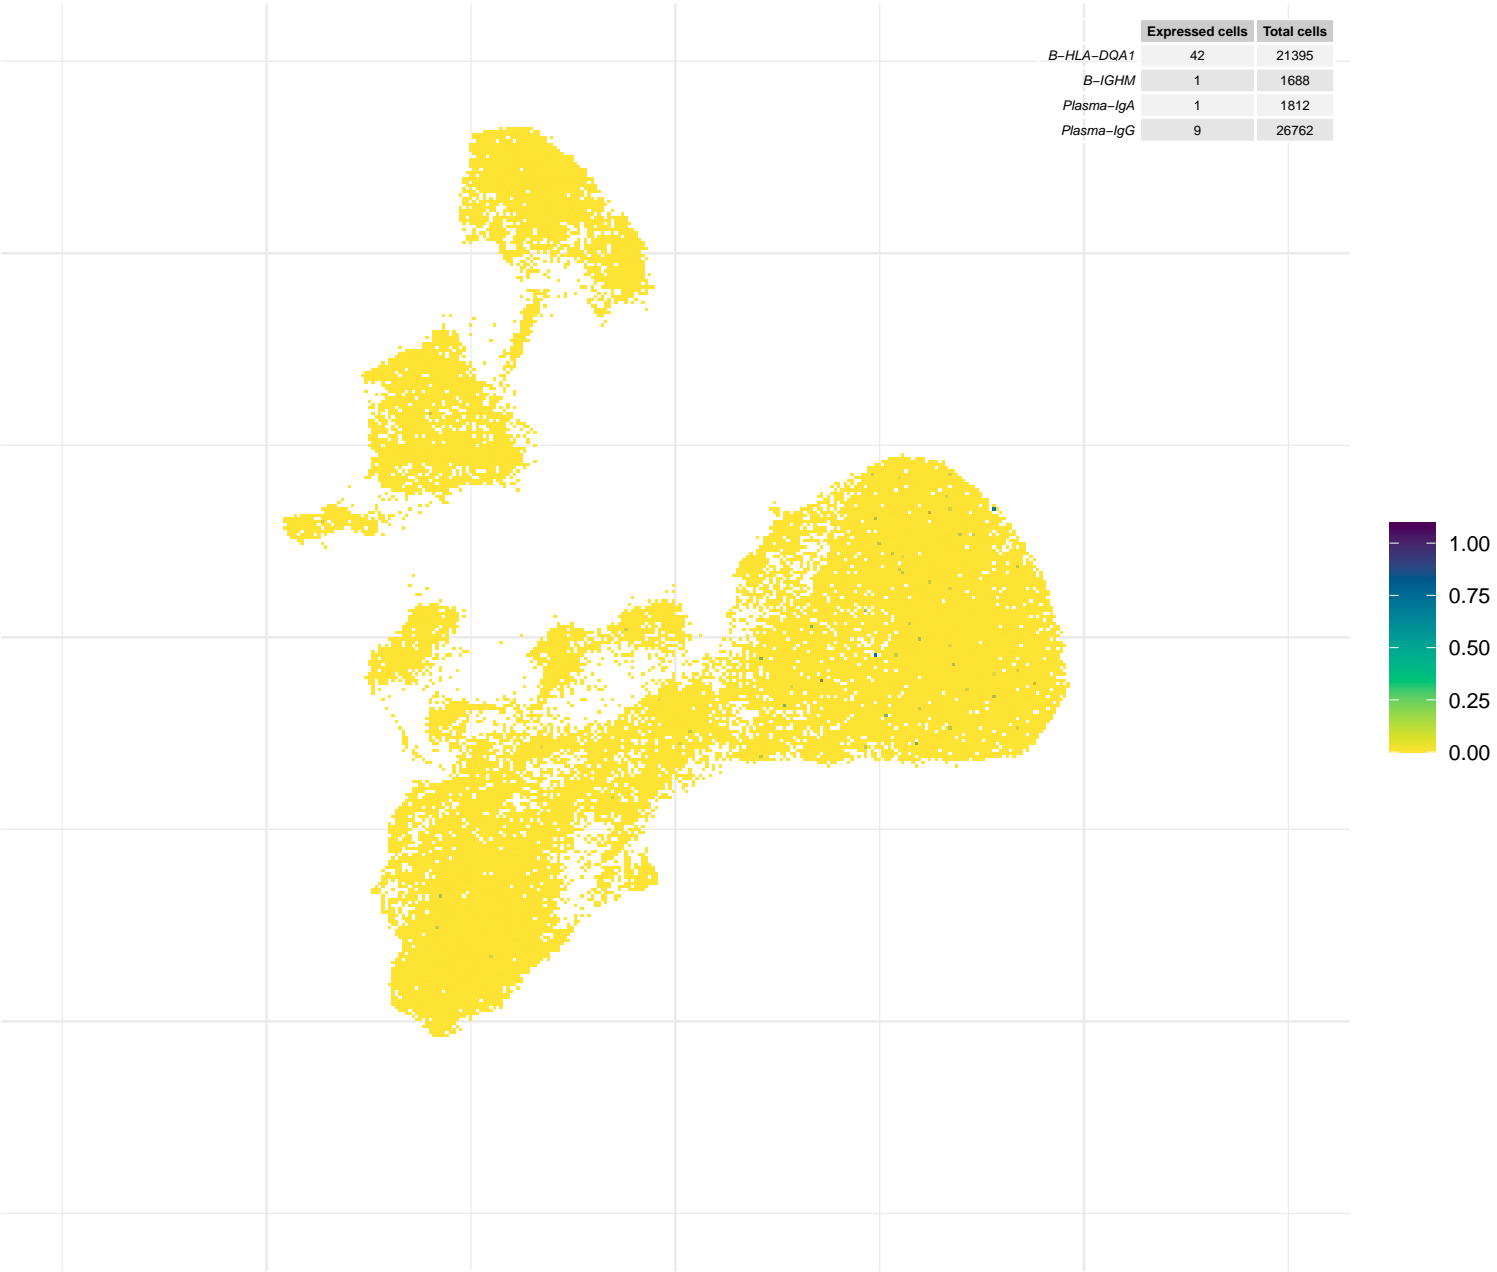 Expressed cells Total cells
B−HLA−DQA1 42 21395
B−IGHM 1 1688
Plasma−IgA 1 1812
Plasma−IgG 9 26762
1.00
0.75
0.50
0.25
0.00